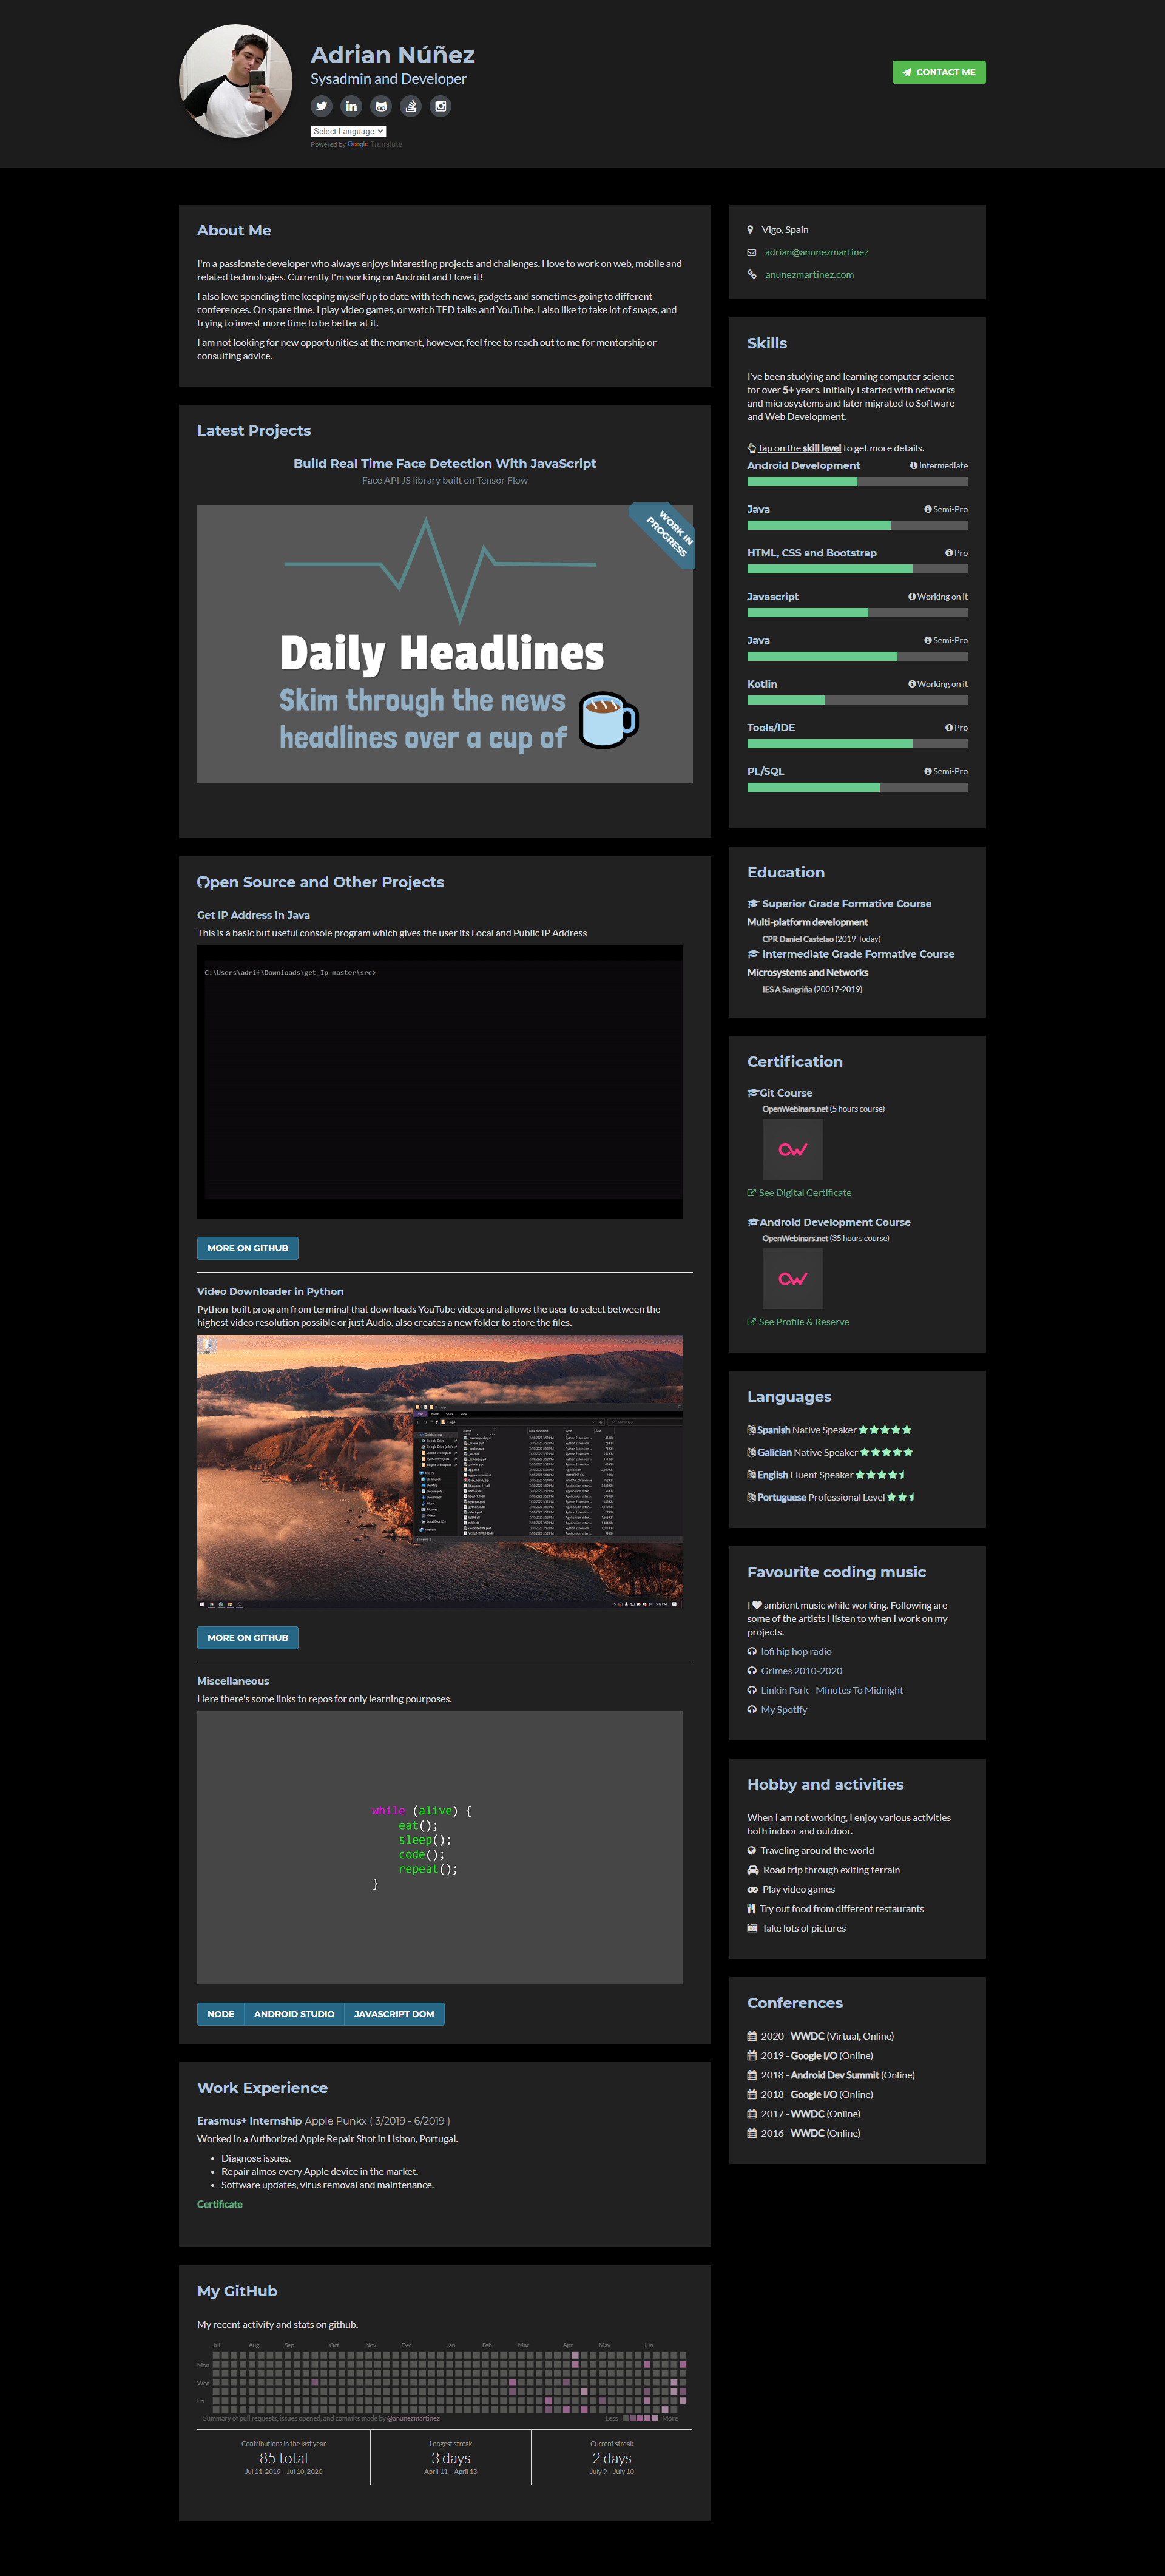 Adrian Núñez
Sysadmin and Developer
CONTACT ME
Select Language
Powered by Google Translate
About Me
I'm a passionate developer who always enjoys interesting projects and challenges. I love to work on web, mobile and
related technologies. Currently I'm working on Android and I love it!
I also love spending time keeping myself up to date with tech news, gadgets and sometimes going to different
conferences. On spare time, I play video games, or watch TED talks and YouTube. I also like to take lot of snaps, and
trying to invest more time to be better at it.
I am not looking for new opportunities at the moment, however, feel free to reach out to me for mentorship or
consulting advice.
Latest Projects
Build Real Time Face Detection With JavaScript
Face API JS library built on Tensor Flow
WORK IN
PROGRESS
Daily Headlines
Skim through the news
headlines over a cup of
Open Source and Other Projects
Get IP Address in Java
This is a basic but useful console program which gives the user its Local and Public IP Address
C:\Users\adrif\Downloads\get_Ip-master\src>
MORE ON GITHUB
Video Downloader in Python
Python-built program from terminal that downloads YouTube videos and allows the user to select between the
highest video resolution possible or just Audio, also creates a new folder to store the files.
MORE ON GITHUB
Miscellaneous
Here there's some links to repos for only learning pourposes.
while (alive) {
eat();
sleep();
code();
repeat();
}
NODE ANDROID STUDIO JAVASCRIPT DOM
Work Experience
Erasmus+ Internship Apple Punkx ( 3/2019 - 6/2019 )
Worked in a Authorized Apple Repair Shot in Lisbon, Portugal.
Diagnose issues.
Repair almos every Apple device in the market.
Software updates, virus removal and maintenance.
Certificate
My GitHub
My recent activity and stats on github.
Jul Aug Sep Oct Nov Dec Jan Feb Mar Apr May Jun
Mon
Wed
Fri
Summary of pull requests, issues opened, and commits made by @anunezmartinez Less More
Contributions in the last year
85 total
Jul 11, 2019 – Jul 10, 2020
Longest streak
3 days
April 11 – April 13
Current streak
2 days
July 9 – July 10
Vigo, Spain
adrian@anunezmartinez
anunezmartinez.com
Skills
I've been studying and learning computer science
for over 5+ years. Initially I started with networks
and microsystems and later migrated to Software
and Web Development.
Tap on the skill level to get more details.
Android Development Intermediate
Java Semi-Pro
HTML, CSS and Bootstrap Pro
Javascript Working on it
Java Semi-Pro
Kotlin Working on it
Tools/IDE Pro
PL/SQL Semi-Pro
Education
Superior Grade Formative Course
Multi-platform development
CPR Daniel Castelao (2019-Today)
Intermediate Grade Formative Course
Microsystems and Networks
IES A Sangriña (20017-2019)
Certification
Git Course
OpenWebinars.net (5 hours course)
See Digital Certificate
Android Development Course
OpenWebinars.net (35 hours course)
See Profile & Reserve
Languages
Spanish Native Speaker
Galician Native Speaker
English Fluent Speaker
Portuguese Professional Level
Favourite coding music
I ambient music while working. Following are
some of the artists I listen to when I work on my
projects.
lofi hip hop radio
Grimes 2010-2020
Linkin Park - Minutes To Midnight
My Spotify
Hobby and activities
When I am not working, I enjoy various activities
both indoor and outdoor.
Traveling around the world
Road trip through exiting terrain
Play video games
Try out food from different restaurants
Take lots of pictures
Conferences
2020 - WWDC (Virtual, Online)
2019 - Google I/O (Online)
2018 - Android Dev Summit (Online)
2018 - Google I/O (Online)
2017 - WWDC (Online)
2016 - WWDC (Online)